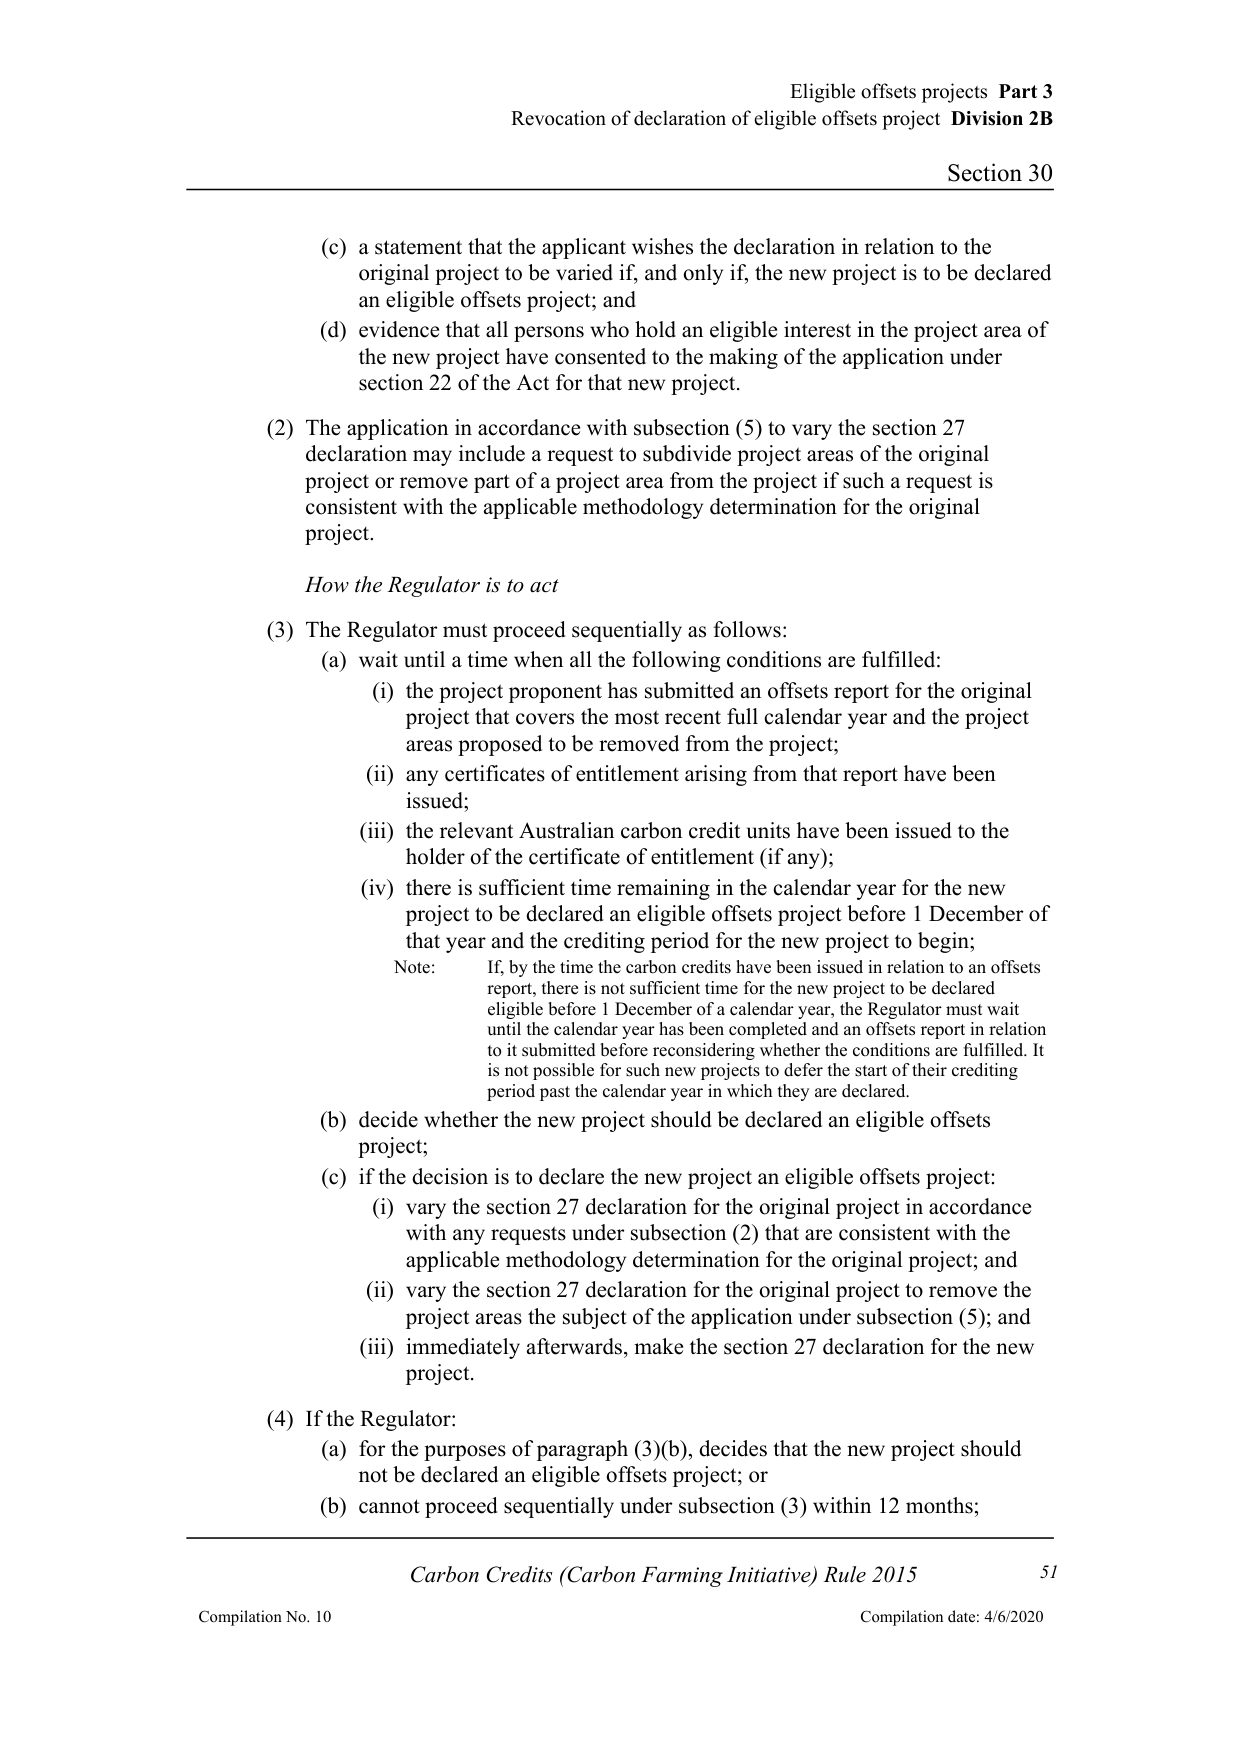 Eligible offsets projects Part 3
Revocation of declaration of eligible offsets project Division 2B
Section 30
(c) a statement that the applicant wishes the declaration in relation to the
original project to be varied if, and only if, the new project is to be declared
an eligible offsets project; and
(d) evidence that all persons who hold an eligible interest in the project area of
the new project have consented to the making of the application under
section 22 of the Act for that new project.
(2) The application in accordance with subsection (5) to vary the section 27
declaration may include a request to subdivide project areas of the original
project or remove part of a project area from the project if such a request is
consistent with the applicable methodology determination for the original
project.
How the Regulator is to act
(3) The Regulator must proceed sequentially as follows:
(a) wait until a time when all the following conditions are fulfilled:
(i) the project proponent has submitted an offsets report for the original
project that covers the most recent full calendar year and the project
areas proposed to be removed from the project;
(ii) any certificates of entitlement arising from that report have been
issued;
(iii) the relevant Australian carbon credit units have been issued to the
holder of the certificate of entitlement (if any);
(iv) there is sufficient time remaining in the calendar year for the new
project to be declared an eligible offsets project before 1 December of
that year and the crediting period for the new project to begin;
Note: If, by the time the carbon credits have been issued in relation to an offsets
report, there is not sufficient time for the new project to be declared
eligible before 1 December of a calendar year, the Regulator must wait
until the calendar year has been completed and an offsets report in relation
to it submitted before reconsidering whether the conditions are fulfilled. It
is not possible for such new projects to defer the start of their crediting
period past the calendar year in which they are declared.
(b) decide whether the new project should be declared an eligible offsets
project;
(c) if the decision is to declare the new project an eligible offsets project:
(i) vary the section 27 declaration for the original project in accordance
with any requests under subsection (2) that are consistent with the
applicable methodology determination for the original project; and
(ii) vary the section 27 declaration for the original project to remove the
project areas the subject of the application under subsection (5); and
(iii) immediately afterwards, make the section 27 declaration for the new
project.
(4) If the Regulator:
(a) for the purposes of paragraph (3)(b), decides that the new project should
not be declared an eligible offsets project; or
(b) cannot proceed sequentially under subsection (3) within 12 months;
Carbon Credits (Carbon Farming Initiative) Rule 2015 51
Compilation No. 10 Compilation date: 4/6/2020